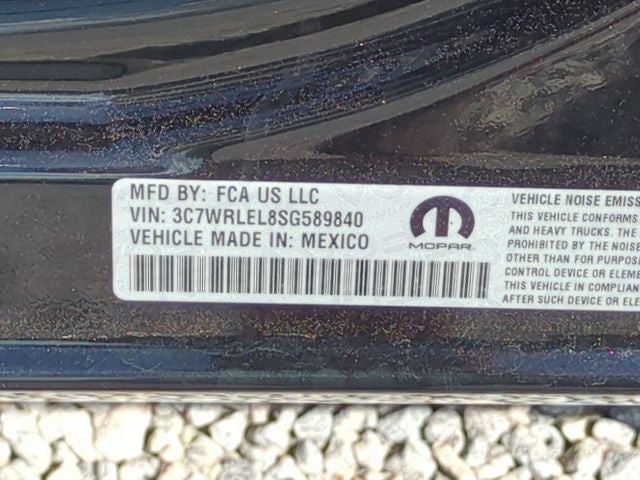 MFD BY: FCA US LLC
VIN: 3C7WRLEL8SG589840
VEHICLE MADE IN: MEXICO
MOPAR
VEHICLE NOISE EMISS
THIS VEHICLE CONFORMS
AND HEAVY TRUCKS. THE
PROHIBITED BY THE NOISE
OTHER THAN FOR PURPOS
CONTROL DEVICE OR ELEM
THIS VEHICLE IN COMPLIAN
AFTER SUCH DEVICE OR ELE